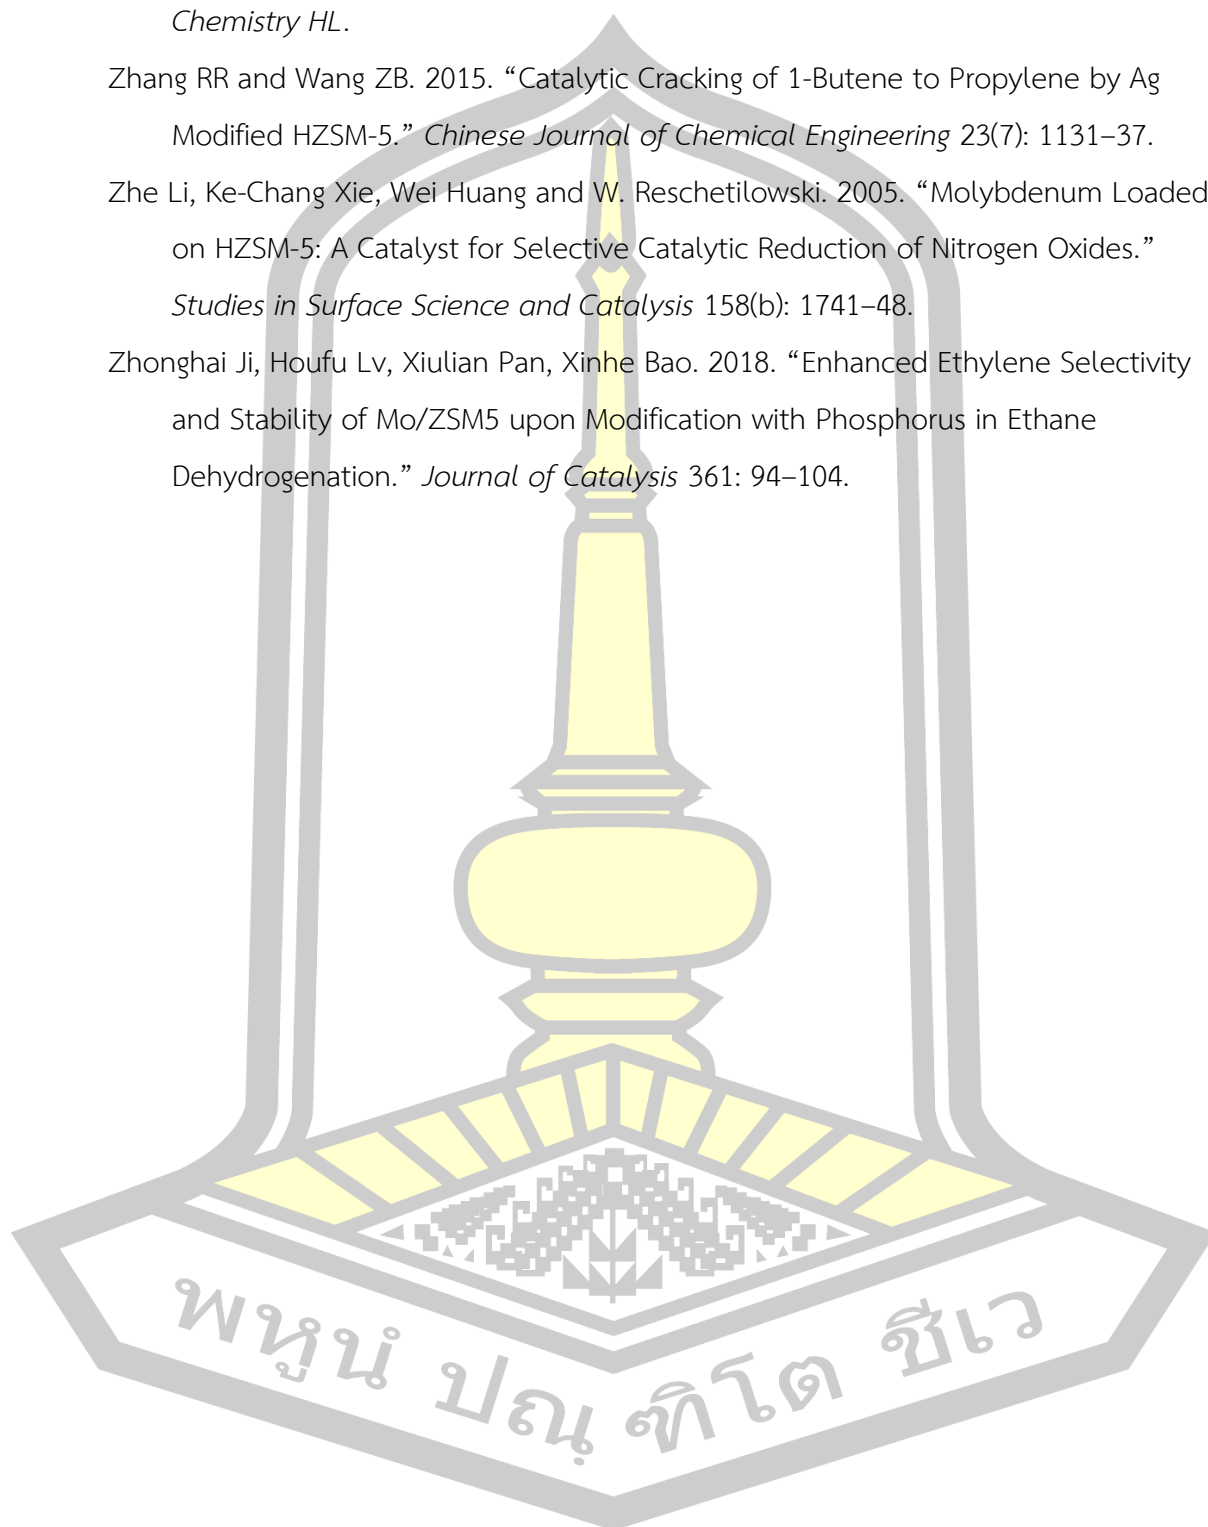 Chemistry HL.
Zhang RR and Wang ZB. 2015. “Catalytic Cracking of 1-Butene to Propylene by Ag
Modified HZSM-5.” Chinese Journal of Chemical Engineering 23(7): 1131–37.
Zhe Li, Ke-Chang Xie, Wei Huang and W. Reschetilowski. 2005. “Molybdenum Loaded
on HZSM-5: A Catalyst for Selective Catalytic Reduction of Nitrogen Oxides.”
Studies in Surface Science and Catalysis 158(b): 1741–48.
Zhonghai Ji, Houfu Lv, Xiulian Pan, Xinhe Bao. 2018. “Enhanced Ethylene Selectivity
and Stability of Mo/ZSM5 upon Modification with Phosphorus in Ethane
Dehydrogenation.” Journal of Catalysis 361: 94–104.
พหูนํ ปณฺ ฑิโต ชีเว